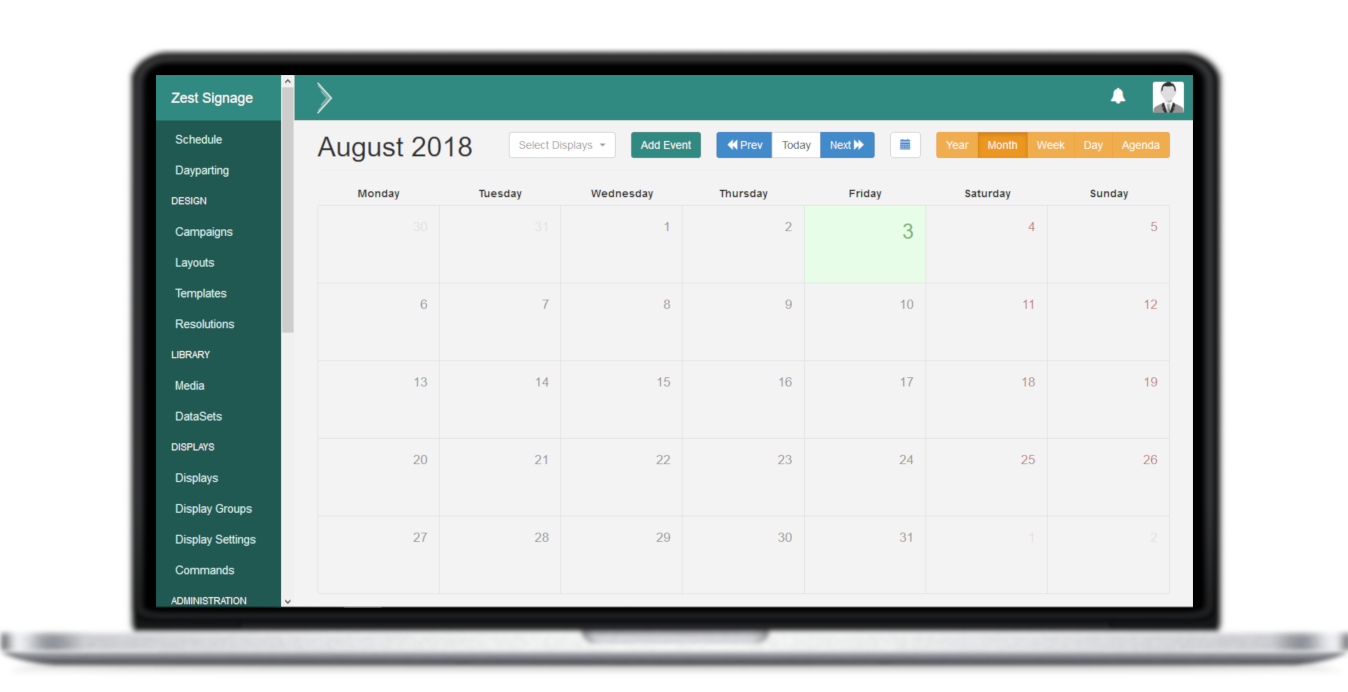 Zest Signage
Schedule
Dayparting
DESIGN
Campaigns
Layouts
Templates
Resolutions
LIBRARY
Media
DataSets
DISPLAYS
Displays
Display Groups
Display Settings
Commands
ADMINISTRATION
August 2018 Select Displays Add Event Prev Today Next Year Month Week Day Agenda
Monday Tuesday Wednesday Thursday Friday Saturday Sunday
30 31 1 2 3 4 5
6 7 8 9 10 11 12
13 14 15 16 17 18 19
20 21 22 23 24 25 26
27 28 29 30 31 1 2